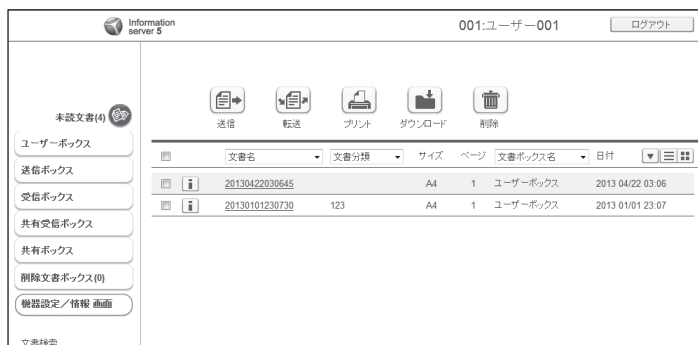 Information
server 5
001:ユーザー001
ログアウト
未読文書(4)
送信
転送
プリント
ダウンロード
削除
ユーザーボックス
送信ボックス
受信ボックス
共有受信ボックス
共有ボックス
削除文書ボックス(0)
機器設定/情報 画面
文書検索
文書名 文書分類 サイズ ページ 文書ボックス名 日付
20130422030645 A4 1 ユーザーボックス 2013 04/22 03:06
20130101230730 123 A4 1 ユーザーボックス 2013 01/01 23:07